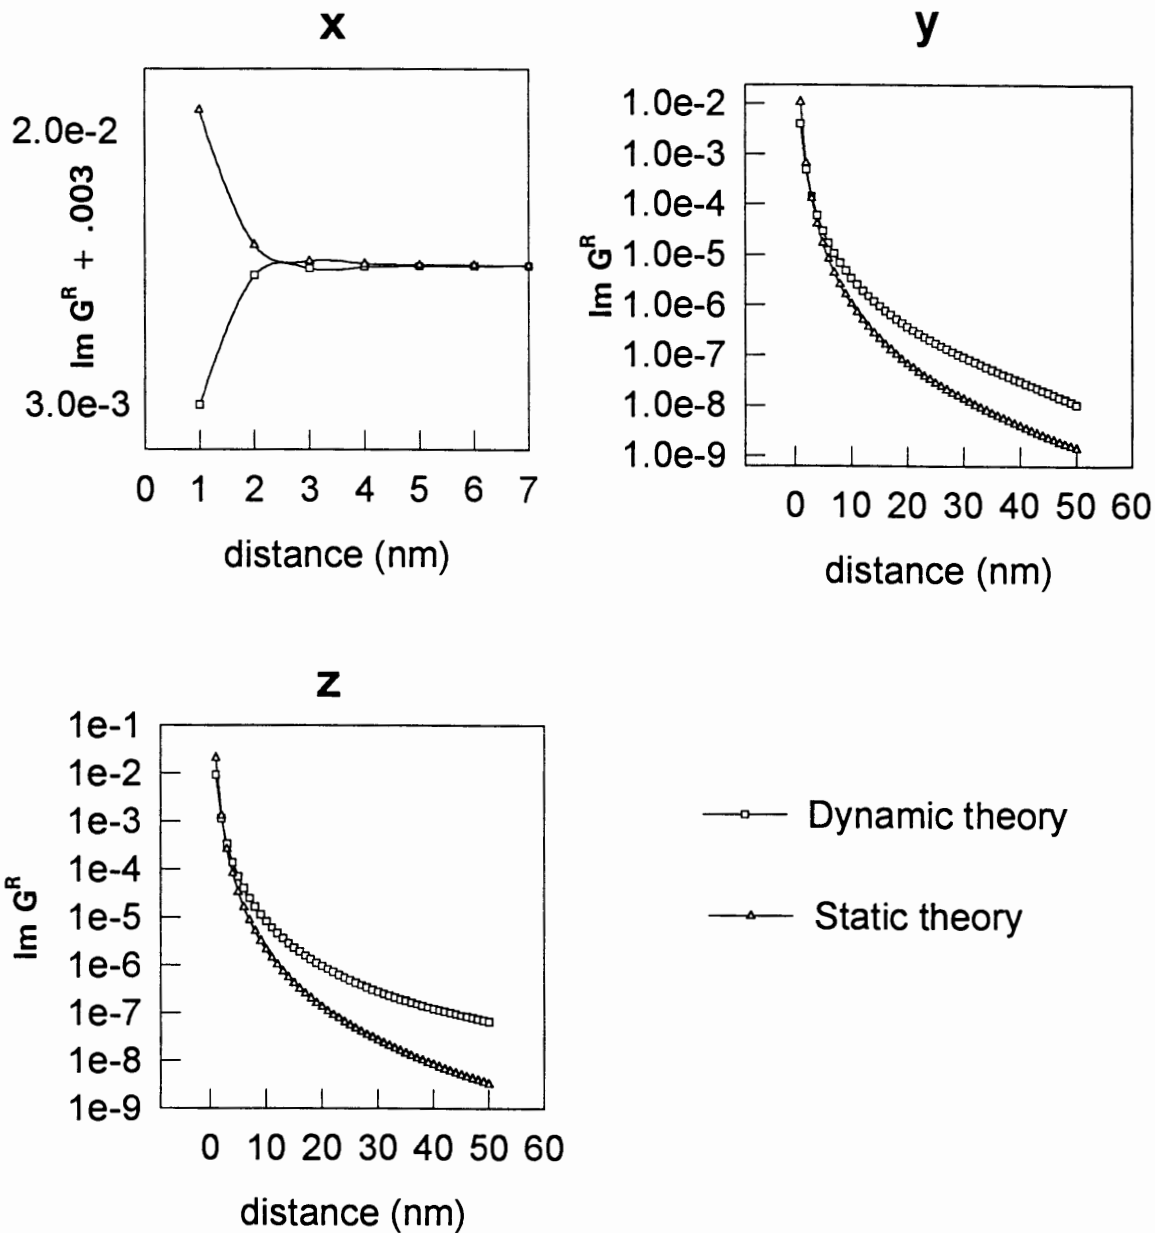 x
2.0e-2
3.0e-3
Im G^R + .003
0 1 2 3 4 5 6 7
distance (nm)
y
1.0e-2
1.0e-3
1.0e-4
1.0e-5
1.0e-6
1.0e-7
1.0e-8
1.0e-9
Im G^R
0 10 20 30 40 50 60
distance (nm)
z
1e-1
1e-2
1e-3
1e-4
1e-5
1e-6
1e-7
1e-8
1e-9
Im G^R
0 10 20 30 40 50 60
distance (nm)
Dynamic theory
Static theory